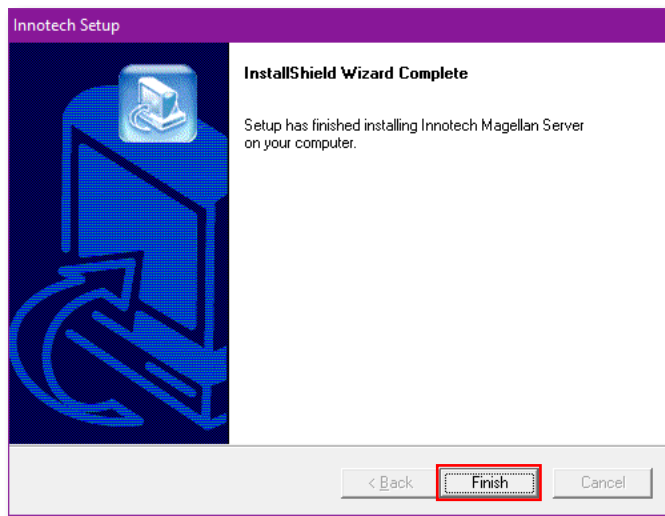 Innotech Setup
InstallShield Wizard Complete
Setup has finished installing Innotech Magellan Server
on your computer.
< Back
Finish
Cancel